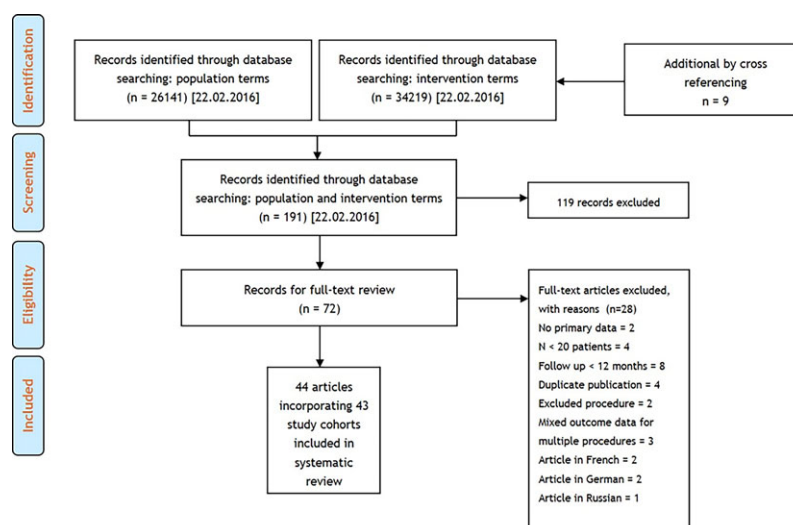 Identification
Records identified through database
searching: population terms
(n = 26141) [22.02.2016]
Records identified through database
searching: intervention terms
(n = 34219) [22.02.2016]
Additional by cross
referencing
n = 9
Screening
Records identified through database
searching: population and intervention terms
(n = 191) [22.02.2016]
119 records excluded
Eligibility
Records for full-text review
(n = 72)
Full-text articles excluded,
with reasons (n=28)
No primary data = 2
N < 20 patients = 4
Follow up < 12 months = 8
Duplicate publication = 4
Excluded procedure = 2
Mixed outcome data for
multiple procedures = 3
Article in French = 2
Article in German = 2
Article in Russian = 1
Included
44 articles
incorporating 43
study cohorts
included in
systematic
review